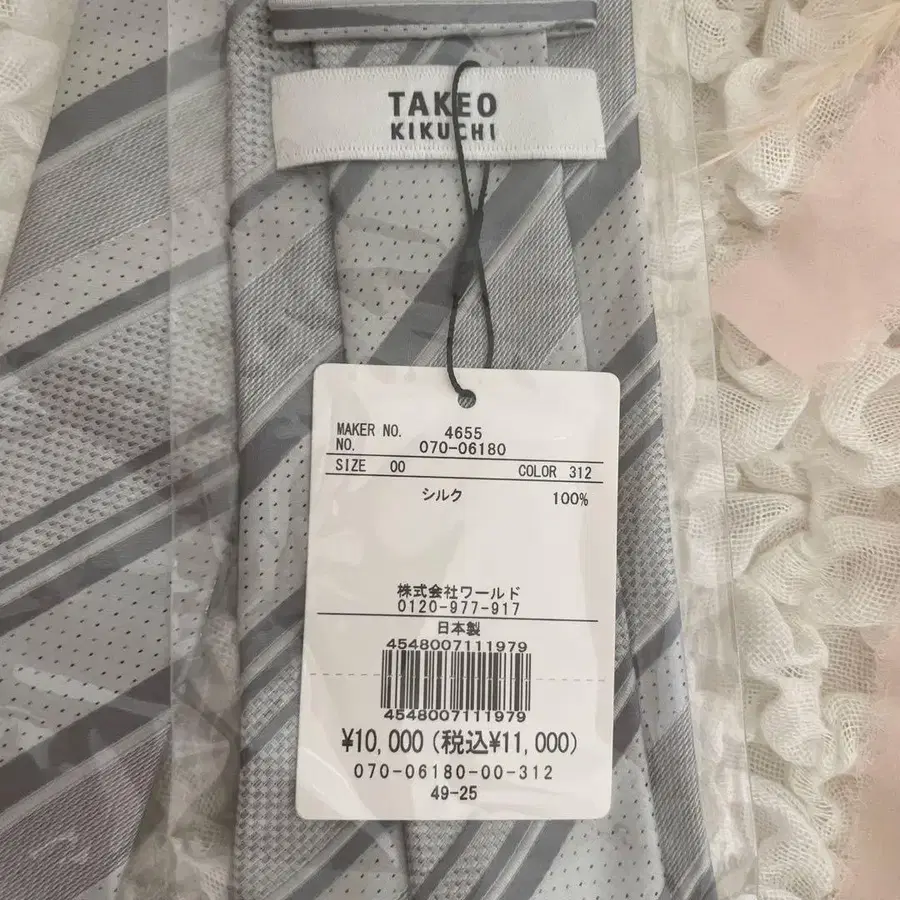 TAKEO
KIKUCHI
MAKER NO. 4655
NO. 070-06180
SIZE 00 COLOR 312
シルク 100%
株式会社ワールド
0120-977-917
日本製
4548007111979
4548007111979
¥10,000 (税込¥11,000)
070-06180-00-312
49-25